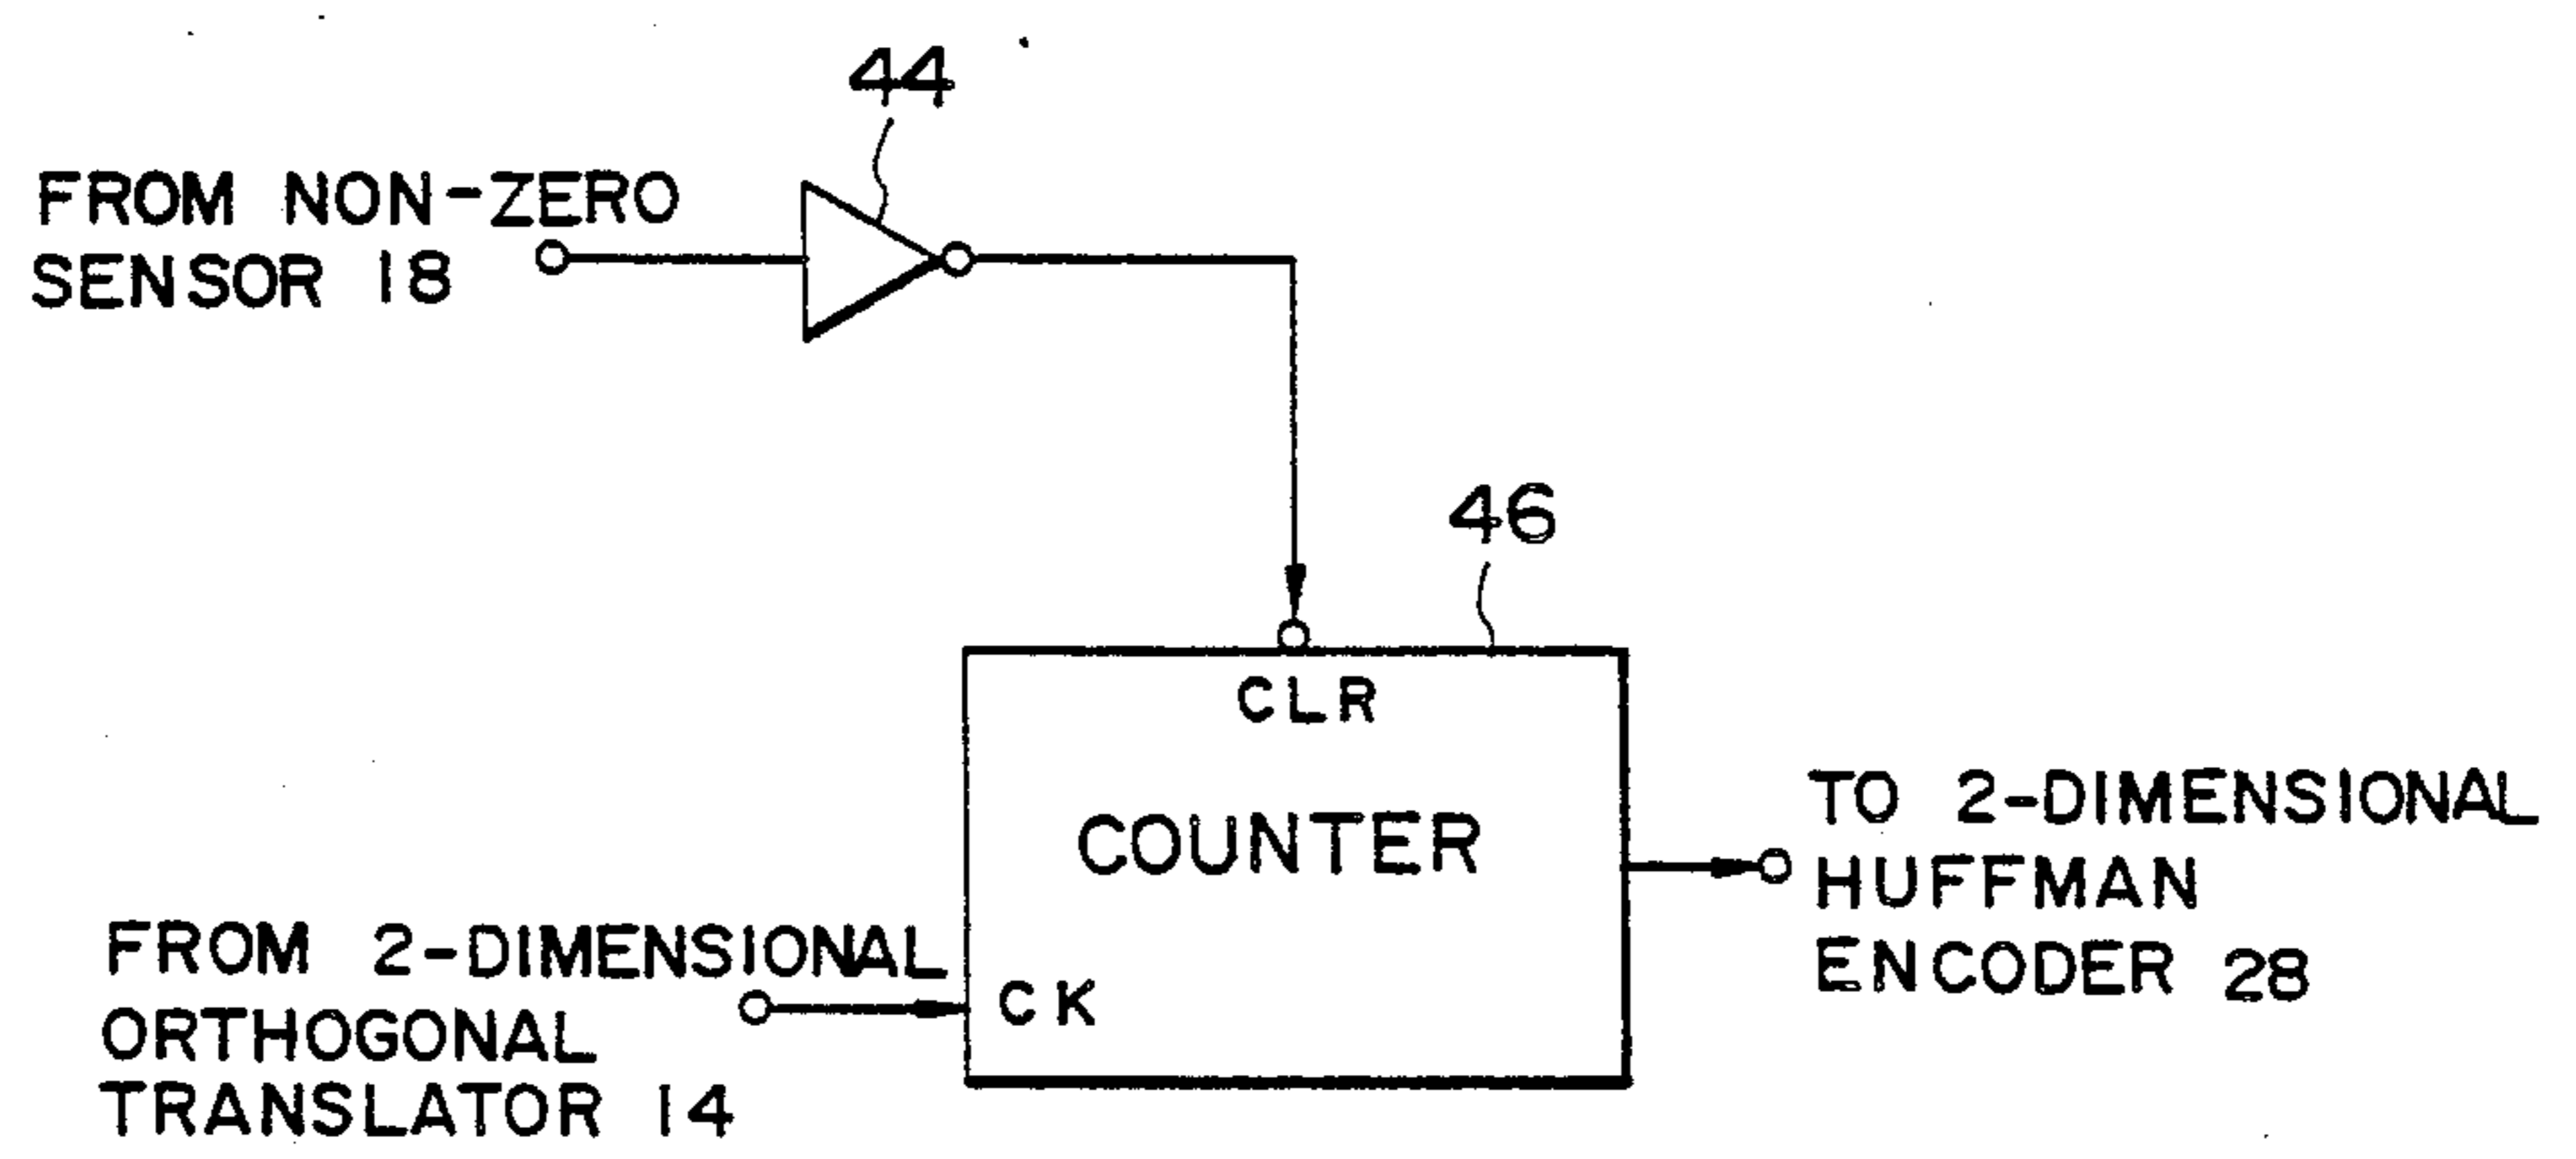 44
FROM NON-ZERO
SENSOR 18
46
CLR
COUNTER
TO 2-DIMENSIONAL
HUFFMAN
ENCODER 28
FROM 2-DIMENSIONAL
ORTHOGONAL
TRANSLATOR 14
CK